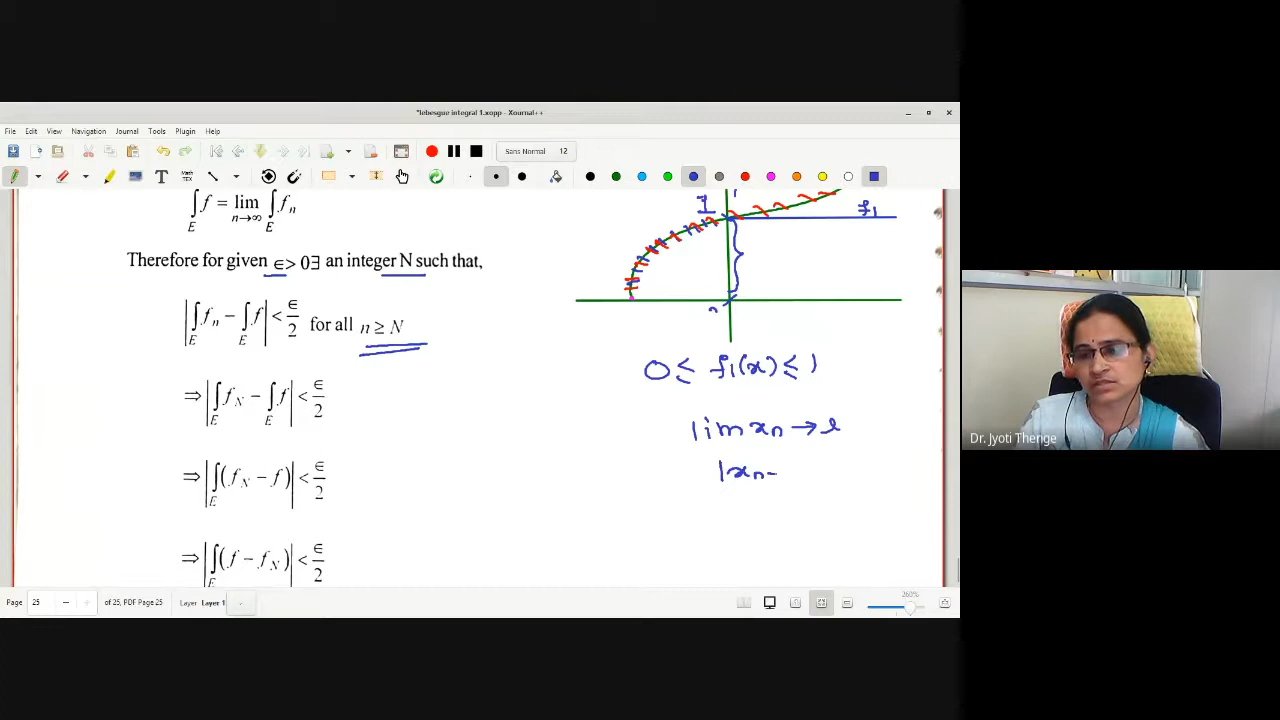 *lebesgue integral 1.xopp - Xournal++
File Edit View Navigation Journal Tools Plugin Help
Sans Normal 12
∫_E f = lim_{n→∞} ∫_E f_n
Therefore for given ∈> 0∃ an integer N such that,
|∫_E f_n − ∫_E f| < ∈/2 for all n ≥ N
⇒ |∫_E f_N − ∫_E f| < ∈/2
⇒ |∫_E (f_N − f)| < ∈/2
⇒ |∫_E (f − f_N)| < ∈/2
1
f_1
n
0 ≤ f_1(x) ≤ 1
lim x_n → l
|x_n -
Page 25 of 25, PDF Page 25 Layer Layer 1 260%
Dr. Jyoti Thenge